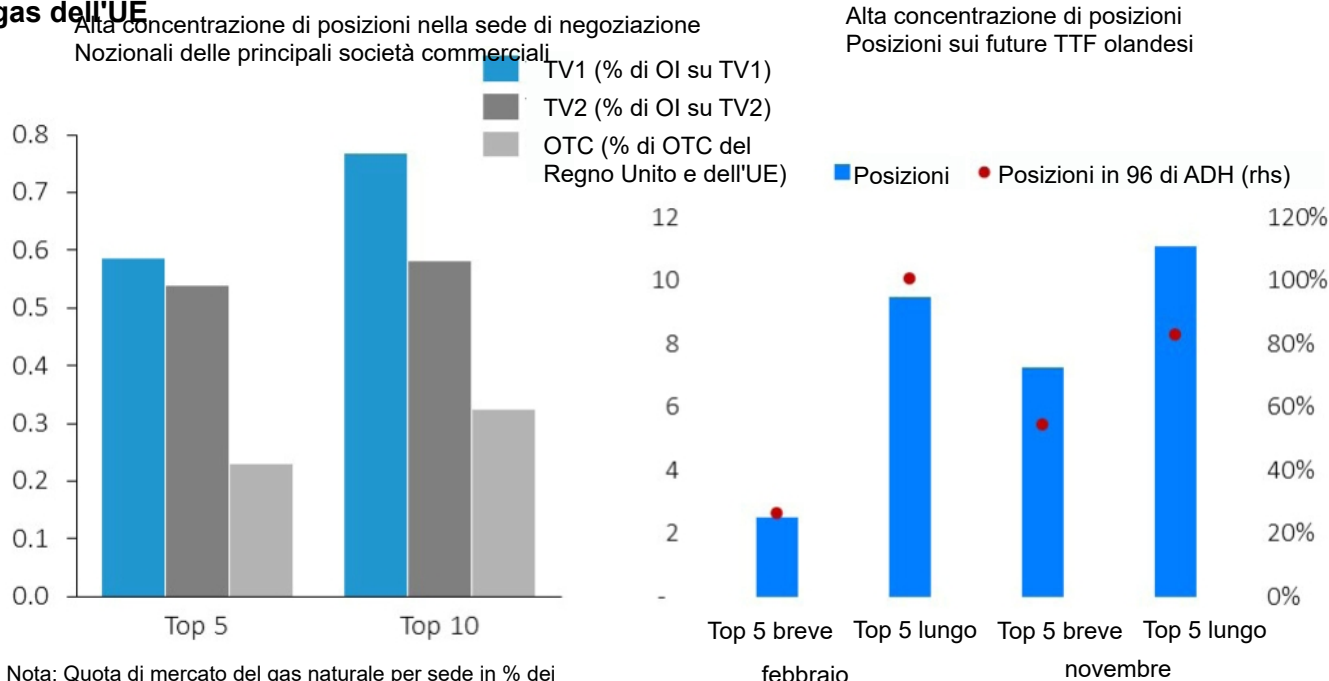 gas dell'UE
Alta concentrazione di posizioni nella sede di negoziazione
Nozionali delle principali società commerciali
TV1 (% di OI su TV1)
TV2 (% di OI su TV2)
OTC (% di OTC del
Regno Unito e dell'UE)
0.8
0.7
0.6
0.5
0.4
0.3
0.2
0.1
0.0
Top 5 Top 10
Nota: Quota di mercato del gas naturale per sede in % dei
Alta concentrazione di posizioni
Posizioni sui future TTF olandesi
Posizioni Posizioni in 96 di ADH (rhs)
12 120%
10 100%
8 80%
6 60%
4 40%
2 20%
- 0%
Top 5 breve Top 5 lungo Top 5 breve Top 5 lungo
febbraio novembre